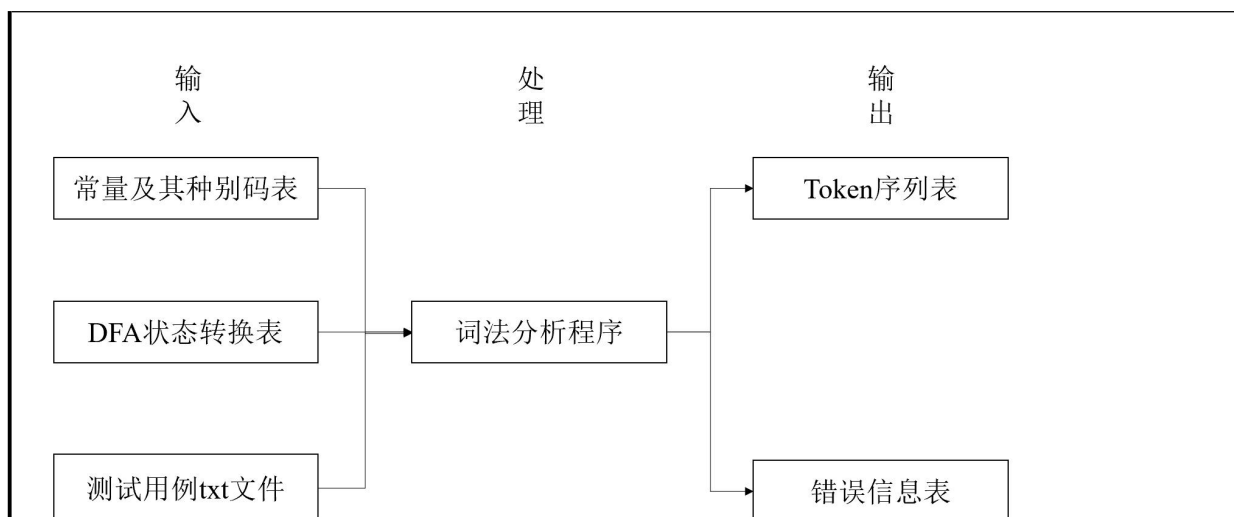 输入
处理
输出
常量及其种别码表
Token序列表
DFA状态转换表
词法分析程序
测试用例txt文件
错误信息表